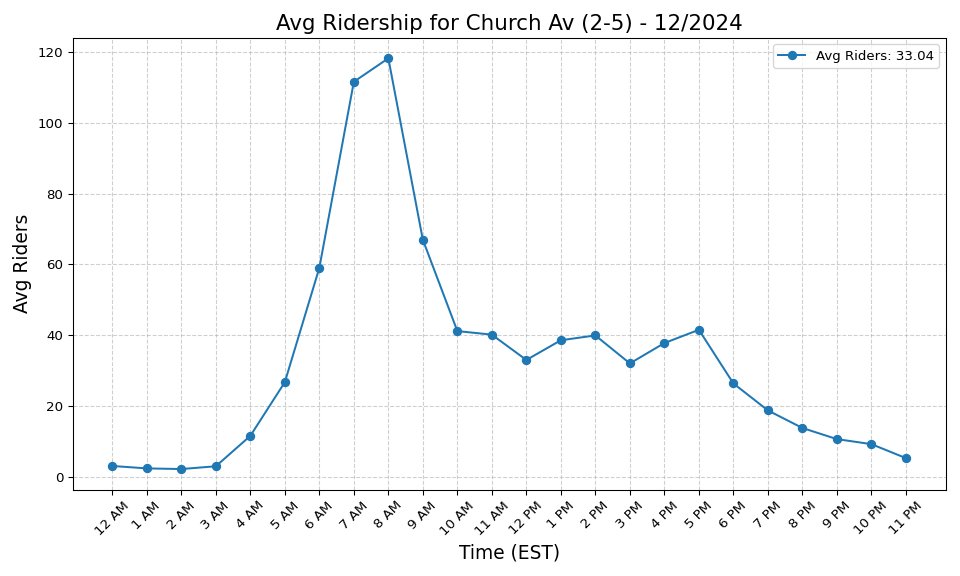 Avg Ridership for Church Av (2-5) - 12/2024
Avg Riders: 33.04
Avg Riders
120
100
80
60
40
20
0
12 AM
1 AM
2 AM
3 AM
4 AM
5 AM
6 AM
7 AM
8 AM
9 AM
10 AM
11 AM
12 PM
1 PM
2 PM
3 PM
4 PM
5 PM
6 PM
7 PM
8 PM
9 PM
10 PM
11 PM
Time (EST)